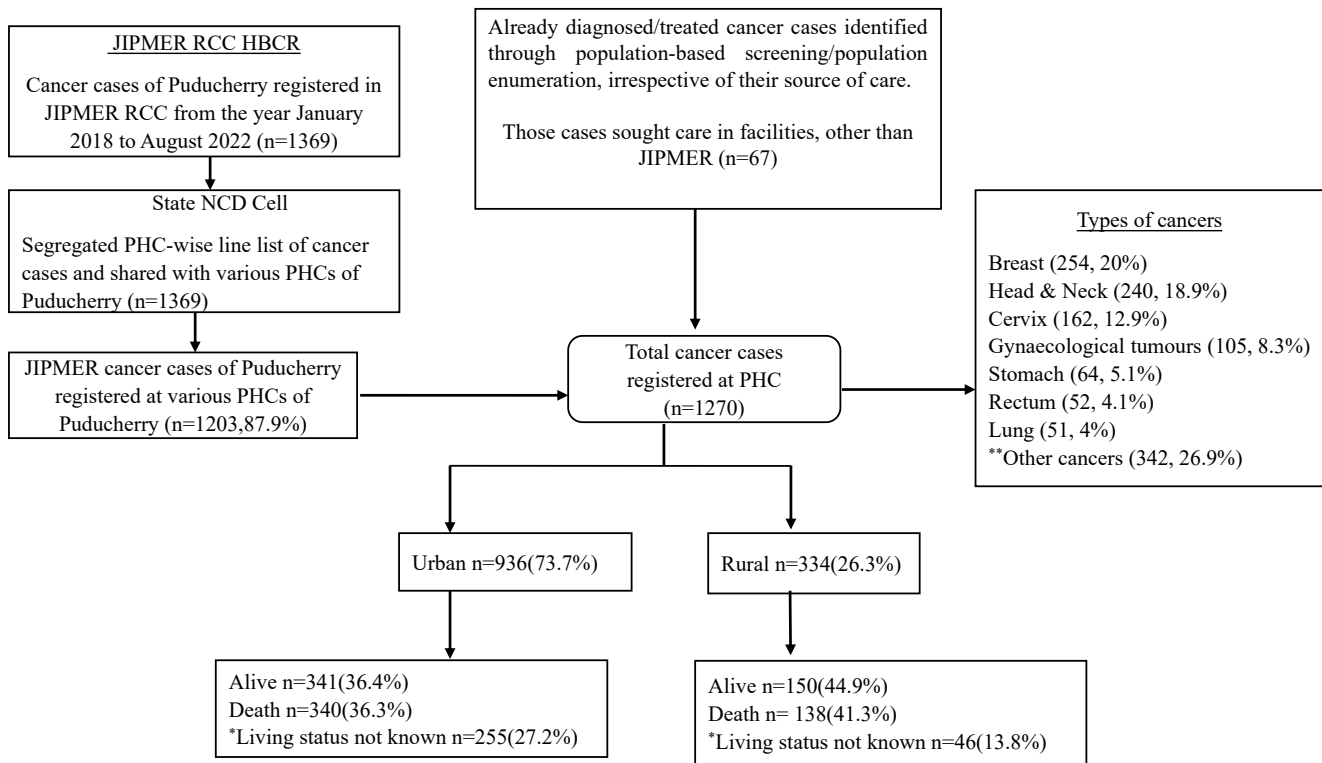 JIPMER RCC HBCR
Cancer cases of Puducherry registered in
JIPMER RCC from the year January
2018 to August 2022 (n=1369)
State NCD Cell
Segregated PHC-wise line list of cancer
cases and shared with various PHCs of
Puducherry (n=1369)
JIPMER cancer cases of Puducherry
registered at various PHCs of
Puducherry (n=1203,87.9%)
Already diagnosed/treated cancer cases identified
through population-based screening/population
enumeration, irrespective of their source of care.
Those cases sought care in facilities, other than
JIPMER (n=67)
Total cancer cases
registered at PHC
(n=1270)
Types of cancers
Breast (254, 20%)
Head & Neck (240, 18.9%)
Cervix (162, 12.9%)
Gynaecological tumours (105, 8.3%)
Stomach (64, 5.1%)
Rectum (52, 4.1%)
Lung (51, 4%)
**Other cancers (342, 26.9%)
Urban n=936(73.7%)
Rural n=334(26.3%)
Alive n=341(36.4%)
Death n=340(36.3%)
*Living status not known n=255(27.2%)
Alive n=150(44.9%)
Death n= 138(41.3%)
*Living status not known n=46(13.8%)